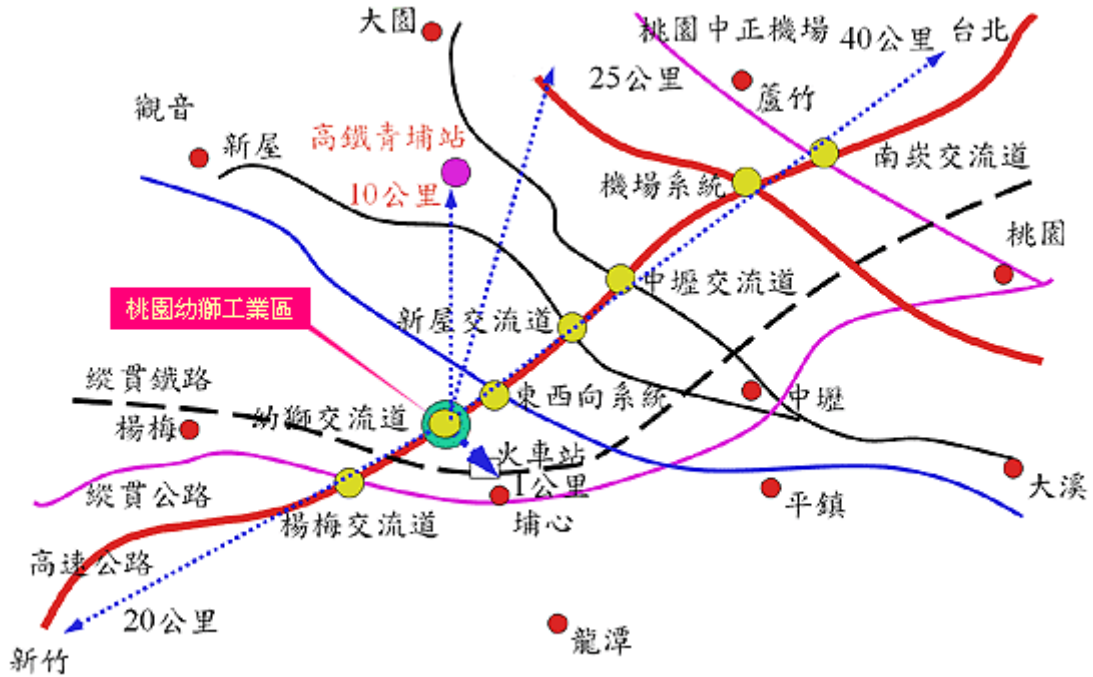 大園
桃園中正機場
40公里
台北
25公里
蘆竹
觀音
新屋
高鐵青埔站
南崁交流道
機場系統
10公里
桃園
中壢交流道
桃園幼獅工業區
新屋交流道
縱貫鐵路
東西向系統
中壢
楊梅
幼獅交流道
火車站
1公里
縱貫公路
大溪
平鎮
楊梅交流道
埔心
高速公路
20公里
龍潭
新竹